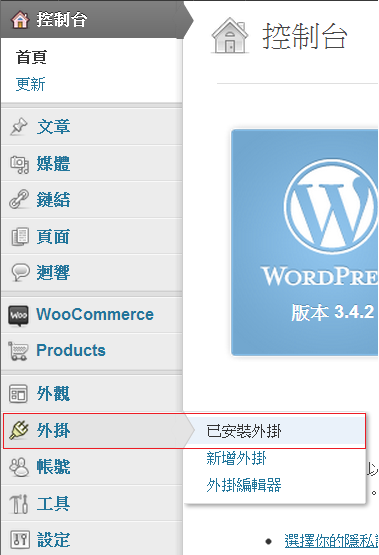 控制台
首頁
更新
文章
媒體
鏈結
頁面
迴響
WooCommerce
Products
外觀
外掛
帳號
工具
設定
已安裝外掛
新增外掛
外掛編輯器
控制台
WORDPRE
版本 3.4.2
以
。
選擇你的隱私